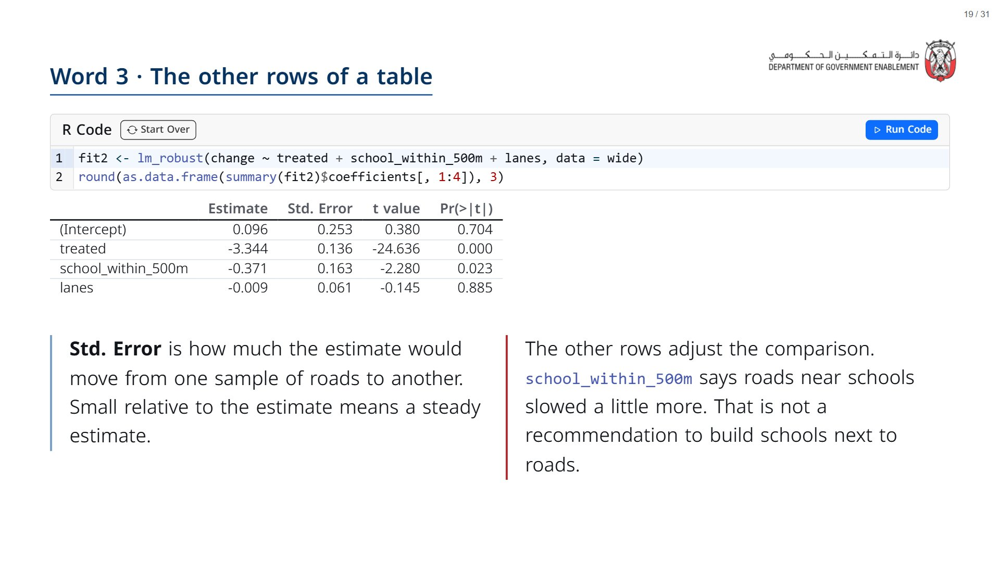 19 / 31
دائرة التمكين الحكومي
DEPARTMENT OF GOVERNMENT ENABLEMENT
Word 3 · The other rows of a table
R Code Start Over Run Code
1 fit2 <- lm_robust(change ~ treated + school_within_500m + lanes, data = wide)
2 round(as.data.frame(summary(fit2)$coefficients[, 1:4]), 3)
Estimate Std. Error t value Pr(>|t|)
(Intercept) 0.096 0.253 0.380 0.704
treated -3.344 0.136 -24.636 0.000
school_within_500m -0.371 0.163 -2.280 0.023
lanes -0.009 0.061 -0.145 0.885
Std. Error is how much the estimate would
move from one sample of roads to another.
Small relative to the estimate means a steady
estimate.
The other rows adjust the comparison.
school_within_500m says roads near schools
slowed a little more. That is not a
recommendation to build schools next to
roads.